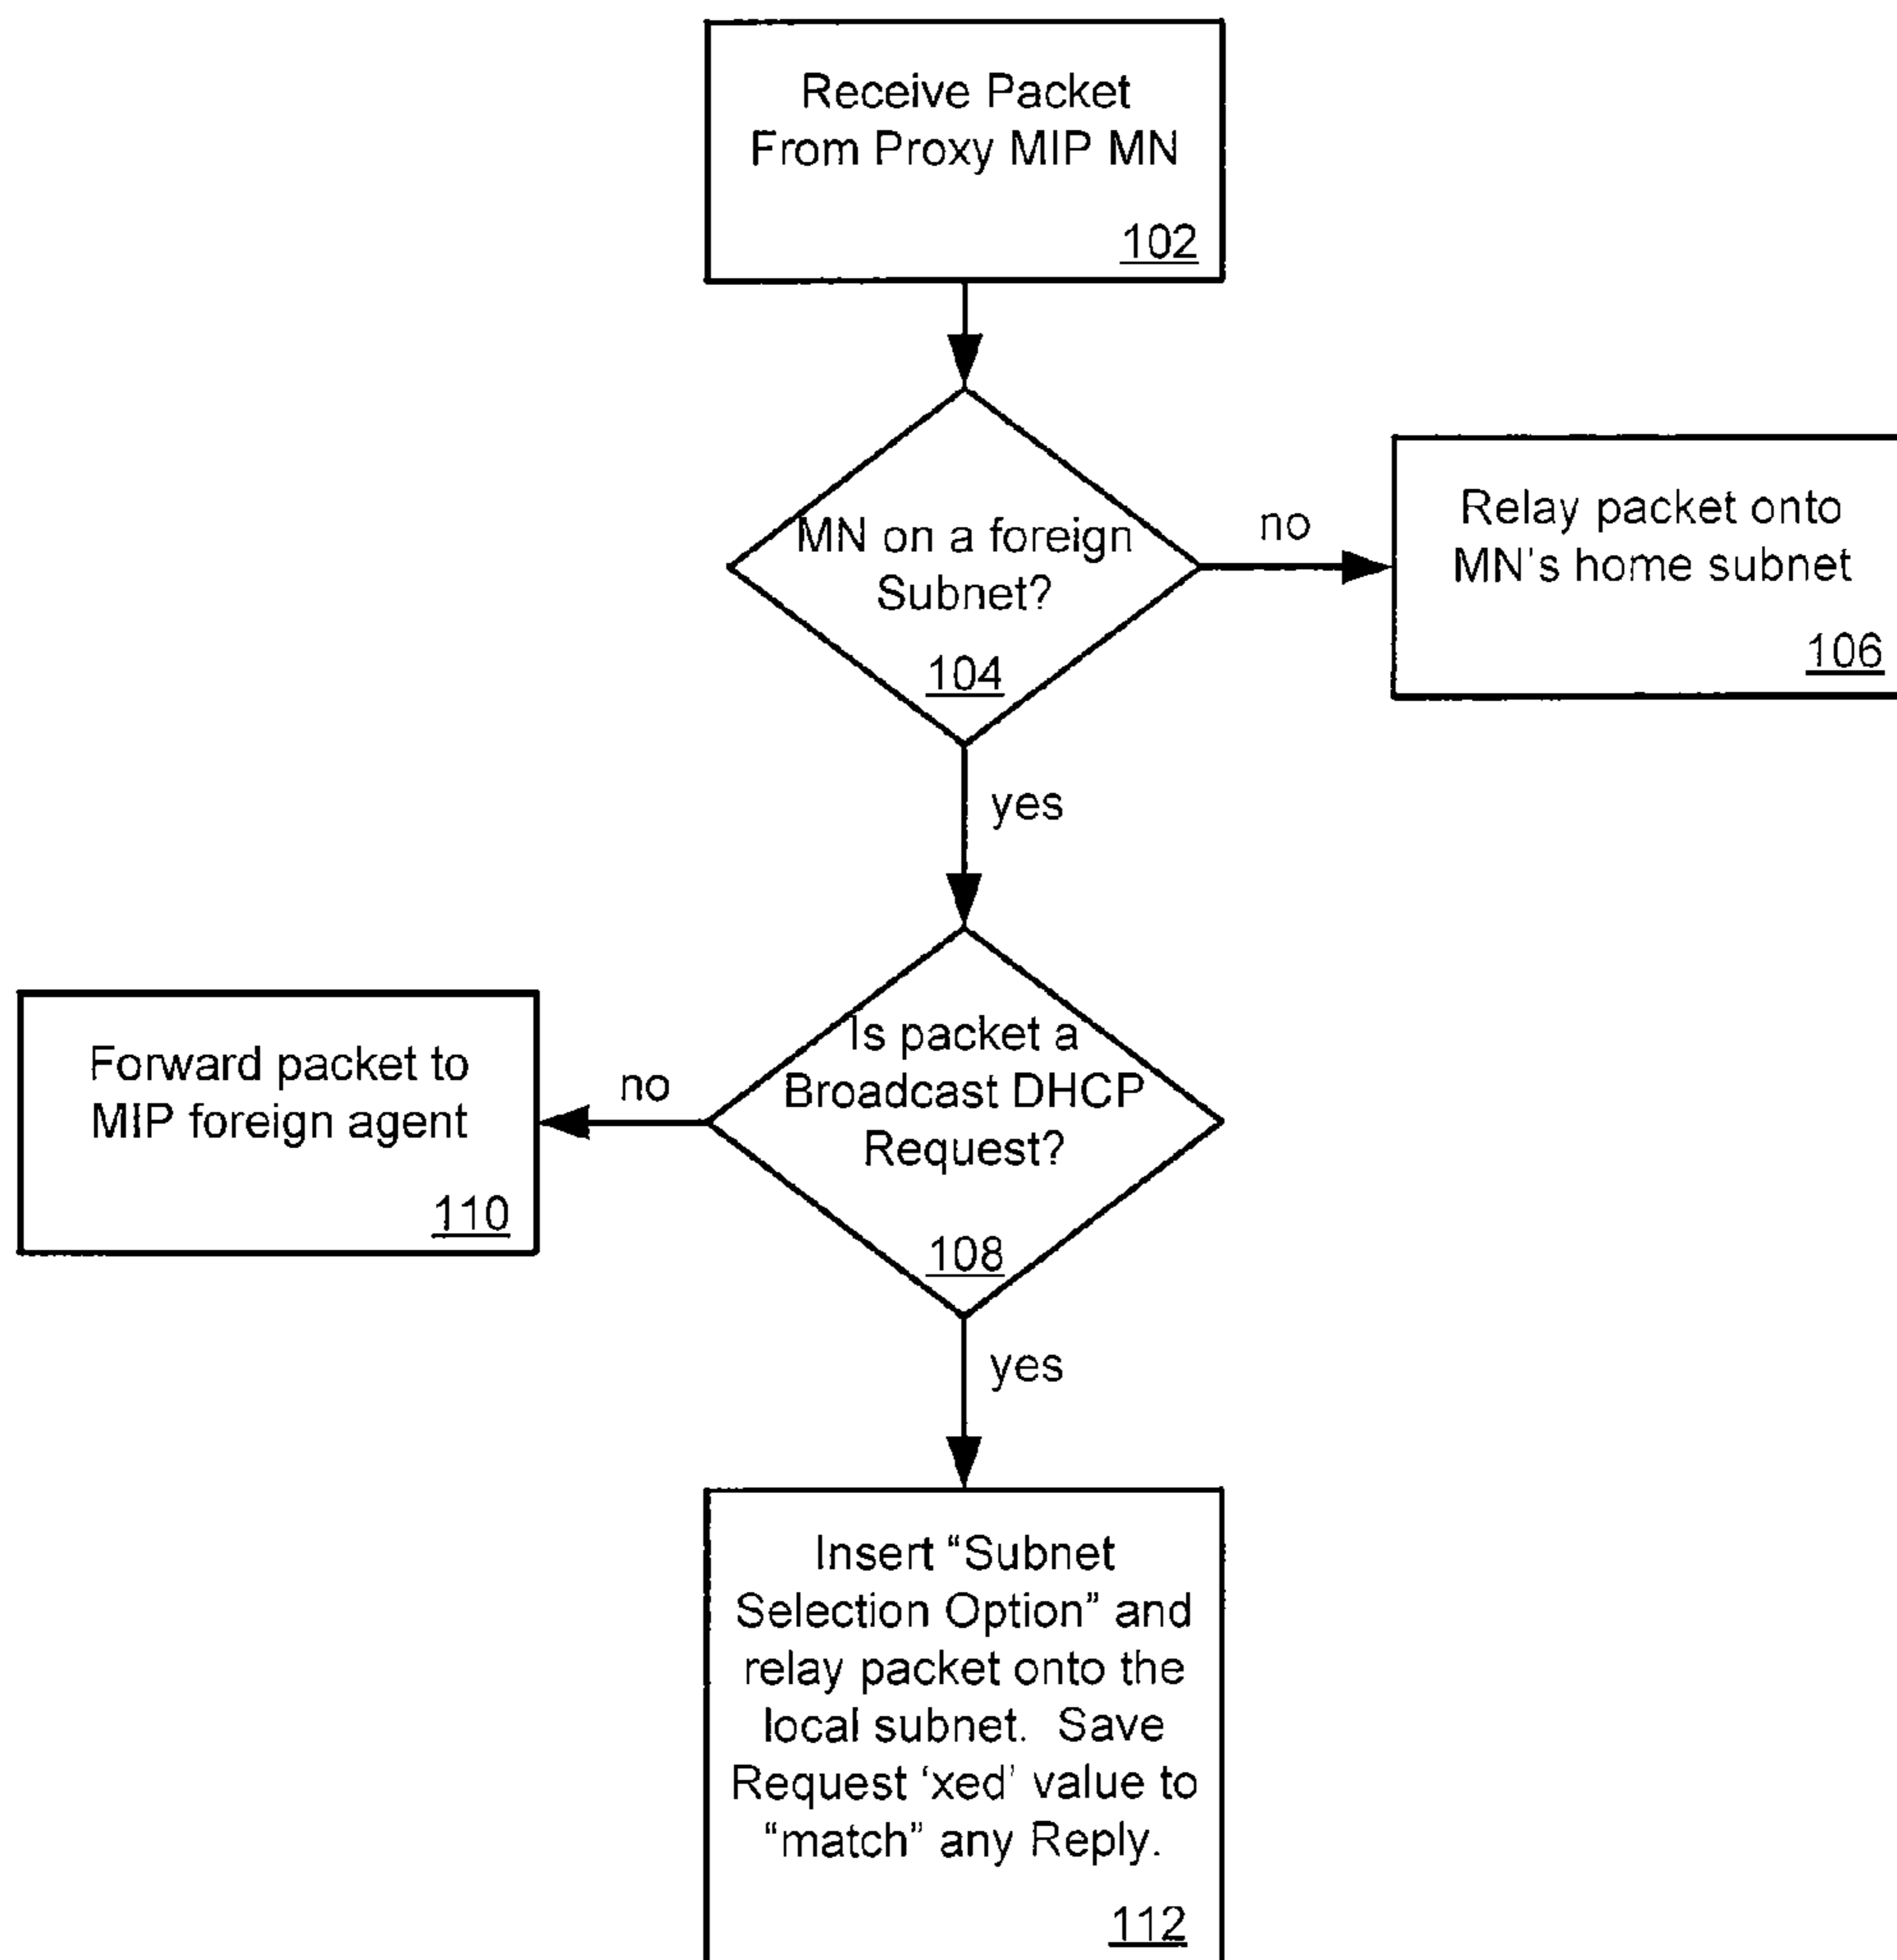 Receive Packet
From Proxy MIP MN
102
MN on a foreign
Subnet?
104
no
Relay packet onto
MN's home subnet
106
yes
Is packet a
Broadcast DHCP
Request?
108
no
Forward packet to
MIP foreign agent
110
yes
Insert “Subnet
Selection Option” and
relay packet onto the
local subnet.  Save
Request ‘xed’ value to
“match” any Reply.
112